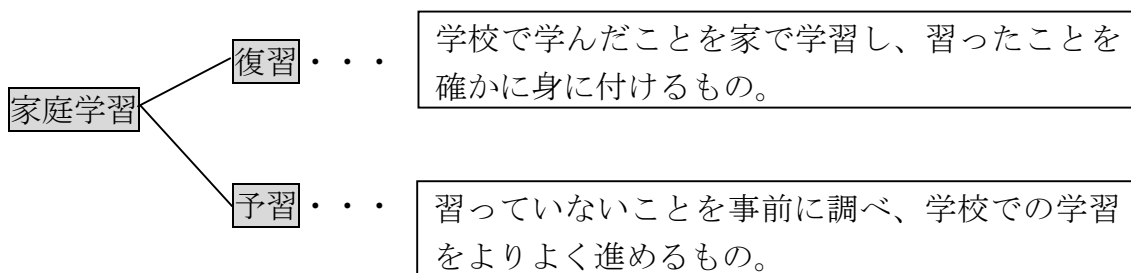 復習・・・
学校で学んだことを家で学習し、習ったことを
確かに身に付けるもの。
家庭学習
予習・・・
習っていないことを事前に調べ、学校での学習
をよりよく進めるもの。